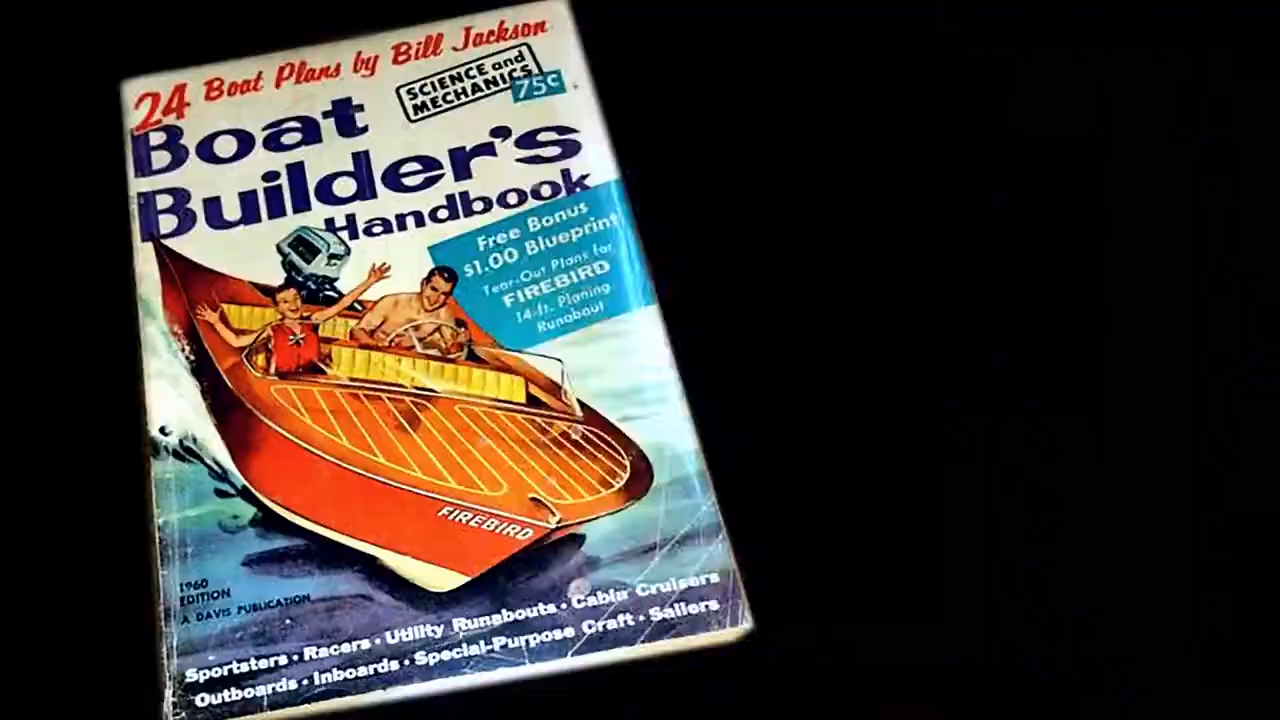 24 Boat Plans by Bill Jackson
SCIENCE and
MECHANICS
75¢
Boat
Builder's
Handbook
Free Bonus
$1.00 Blueprint
Tear-Out Plans for
FIREBIRD
14-ft. Planing
Runabout
FIREBIRD
1960
EDITION
A DAVIS PUBLICATION
Sportsters • Racers • Utility Runabouts • Cabin Cruisers
Outboards • Inboards • Special-Purpose Craft • Sailers